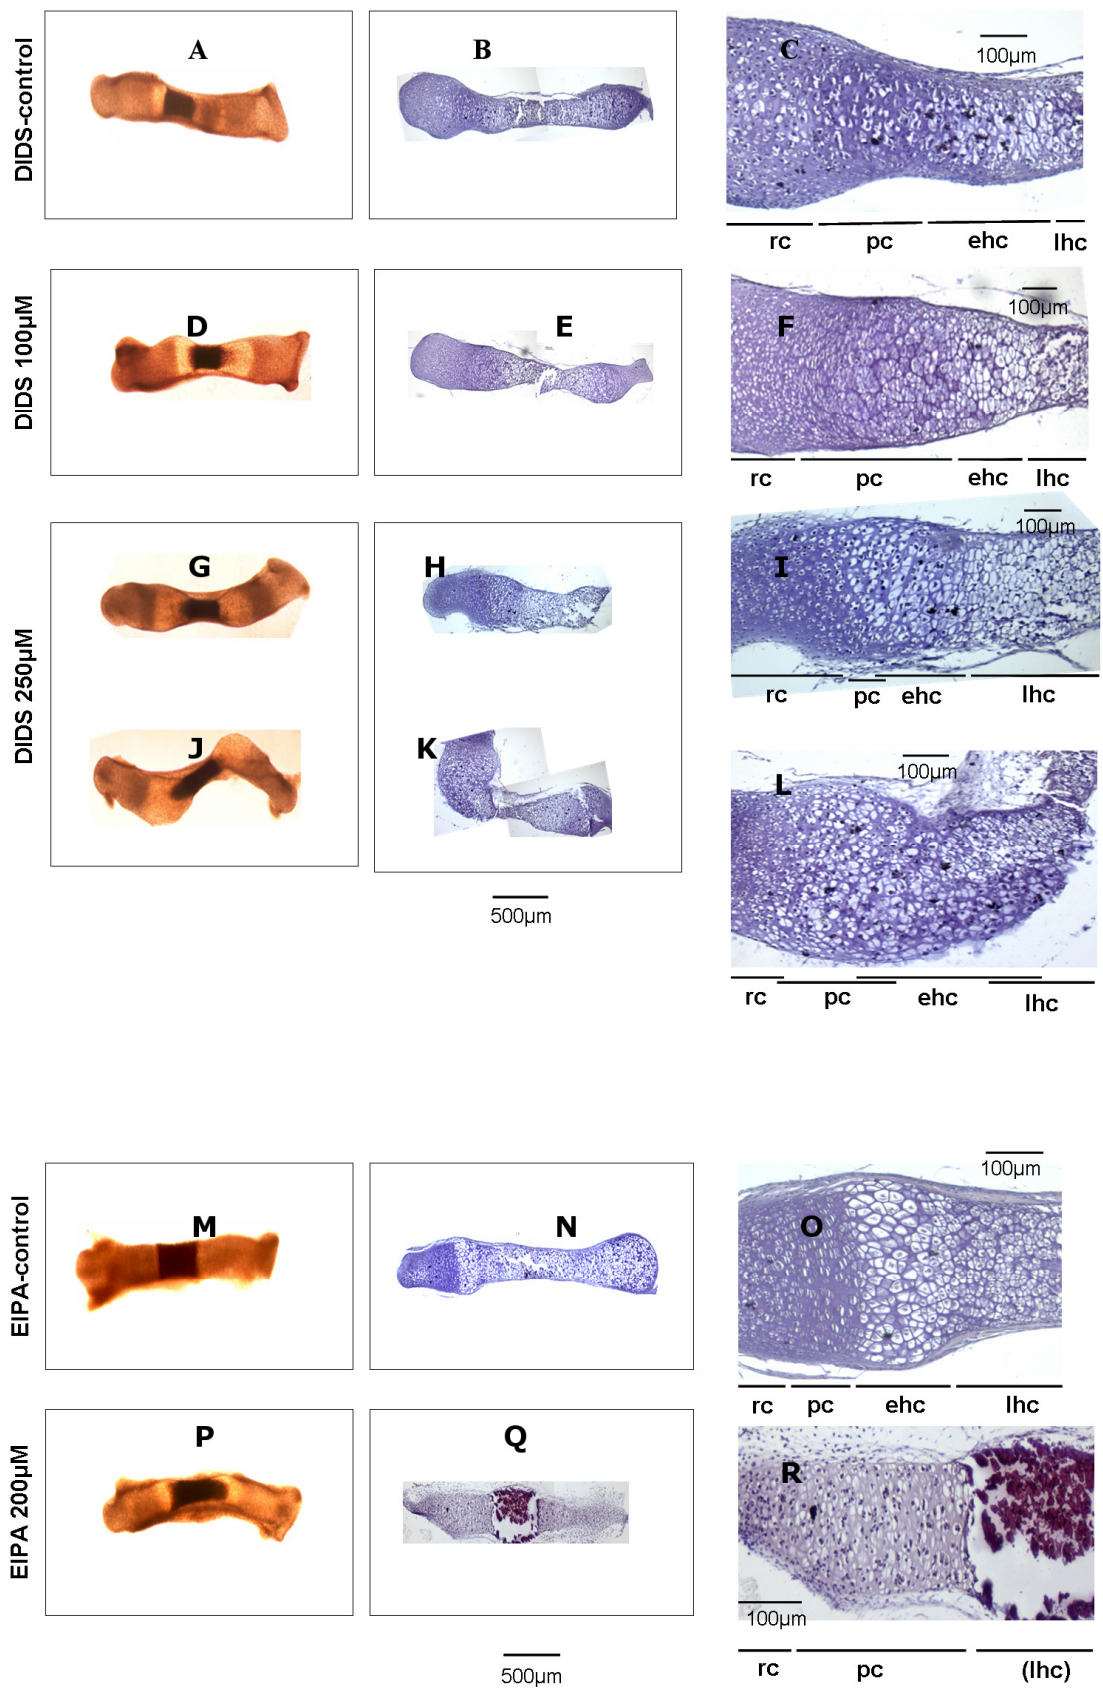 DIDS-control
A
B
C
100µm
rc pc ehc lhc
DIDS 100µM
D
E
F
100µm
rc pc ehc lhc
DIDS 250µM
G
H
I
100µm
rc pc ehc lhc
J
K
L
100µm
rc pc ehc lhc
500µm
EIPA-control
M
N
O
100µm
rc pc ehc lhc
EIPA 200µM
P
Q
R
100µm
rc pc (lhc)
500µm